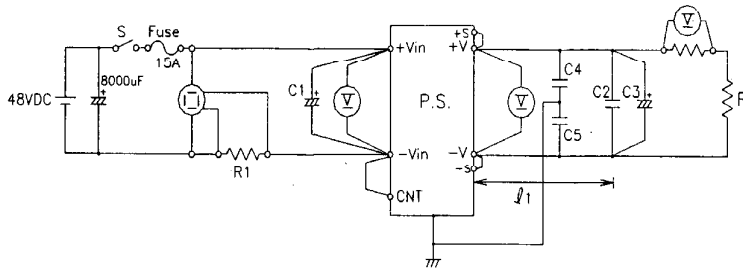 S
Fuse
15A
48VDC
8000uF
R1
C1
V
+Vin
-Vin
CNT
P.S.
+S
+V
-V
-S
V
C4
C5
C2
C3
V
R
ℓ1